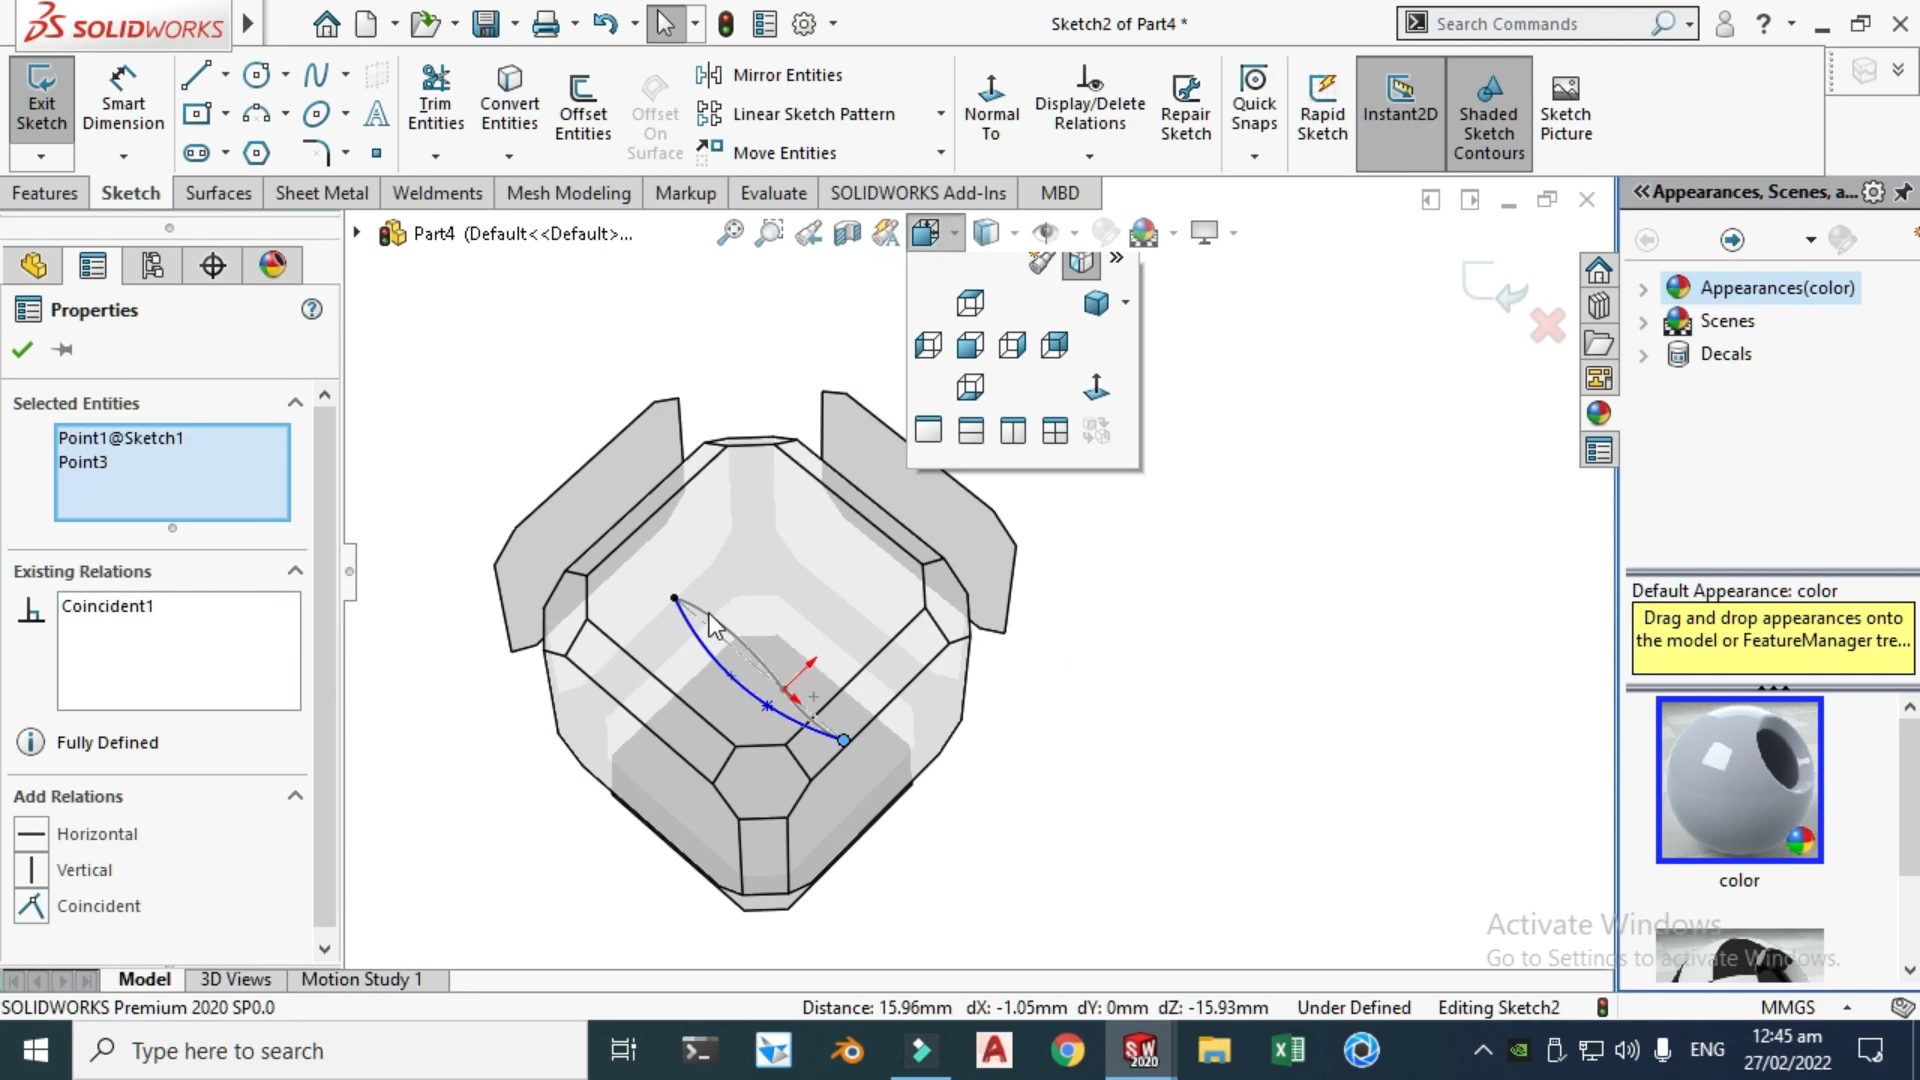 SOLIDWORKS
Sketch2 of Part4 *
Search Commands
Exit Sketch
Smart Dimension
Trim Entities
Convert Entities
Offset Entities
Offset On Surface
Mirror Entities
Linear Sketch Pattern
Move Entities
Normal To
Display/Delete Relations
Repair Sketch
Quick Snaps
Rapid Sketch
Instant2D
Shaded Sketch Contours
Sketch Picture
Features
Sketch
Surfaces
Sheet Metal
Weldments
Mesh Modeling
Markup
Evaluate
SOLIDWORKS Add-Ins
MBD
Part4 (Default<<Default>...
Properties
Selected Entities
Point1@Sketch1
Point3
Existing Relations
Coincident1
Fully Defined
Add Relations
Horizontal
Vertical
Coincident
Appearances, Scenes, a...
Appearances(color)
Scenes
Decals
Default Appearance: color
Drag and drop appearances onto
the model or FeatureManager tre...
color
Activate Windows
Go to Settings to activate Windows.
Model
3D Views
Motion Study 1
SOLIDWORKS Premium 2020 SP0.0
Distance: 15.96mm dX: -1.05mm dY: 0mm dZ: -15.93mm
Under Defined
Editing Sketch2
MMGS
Type here to search
SW 2020
ENG
12:45 am
27/02/2022